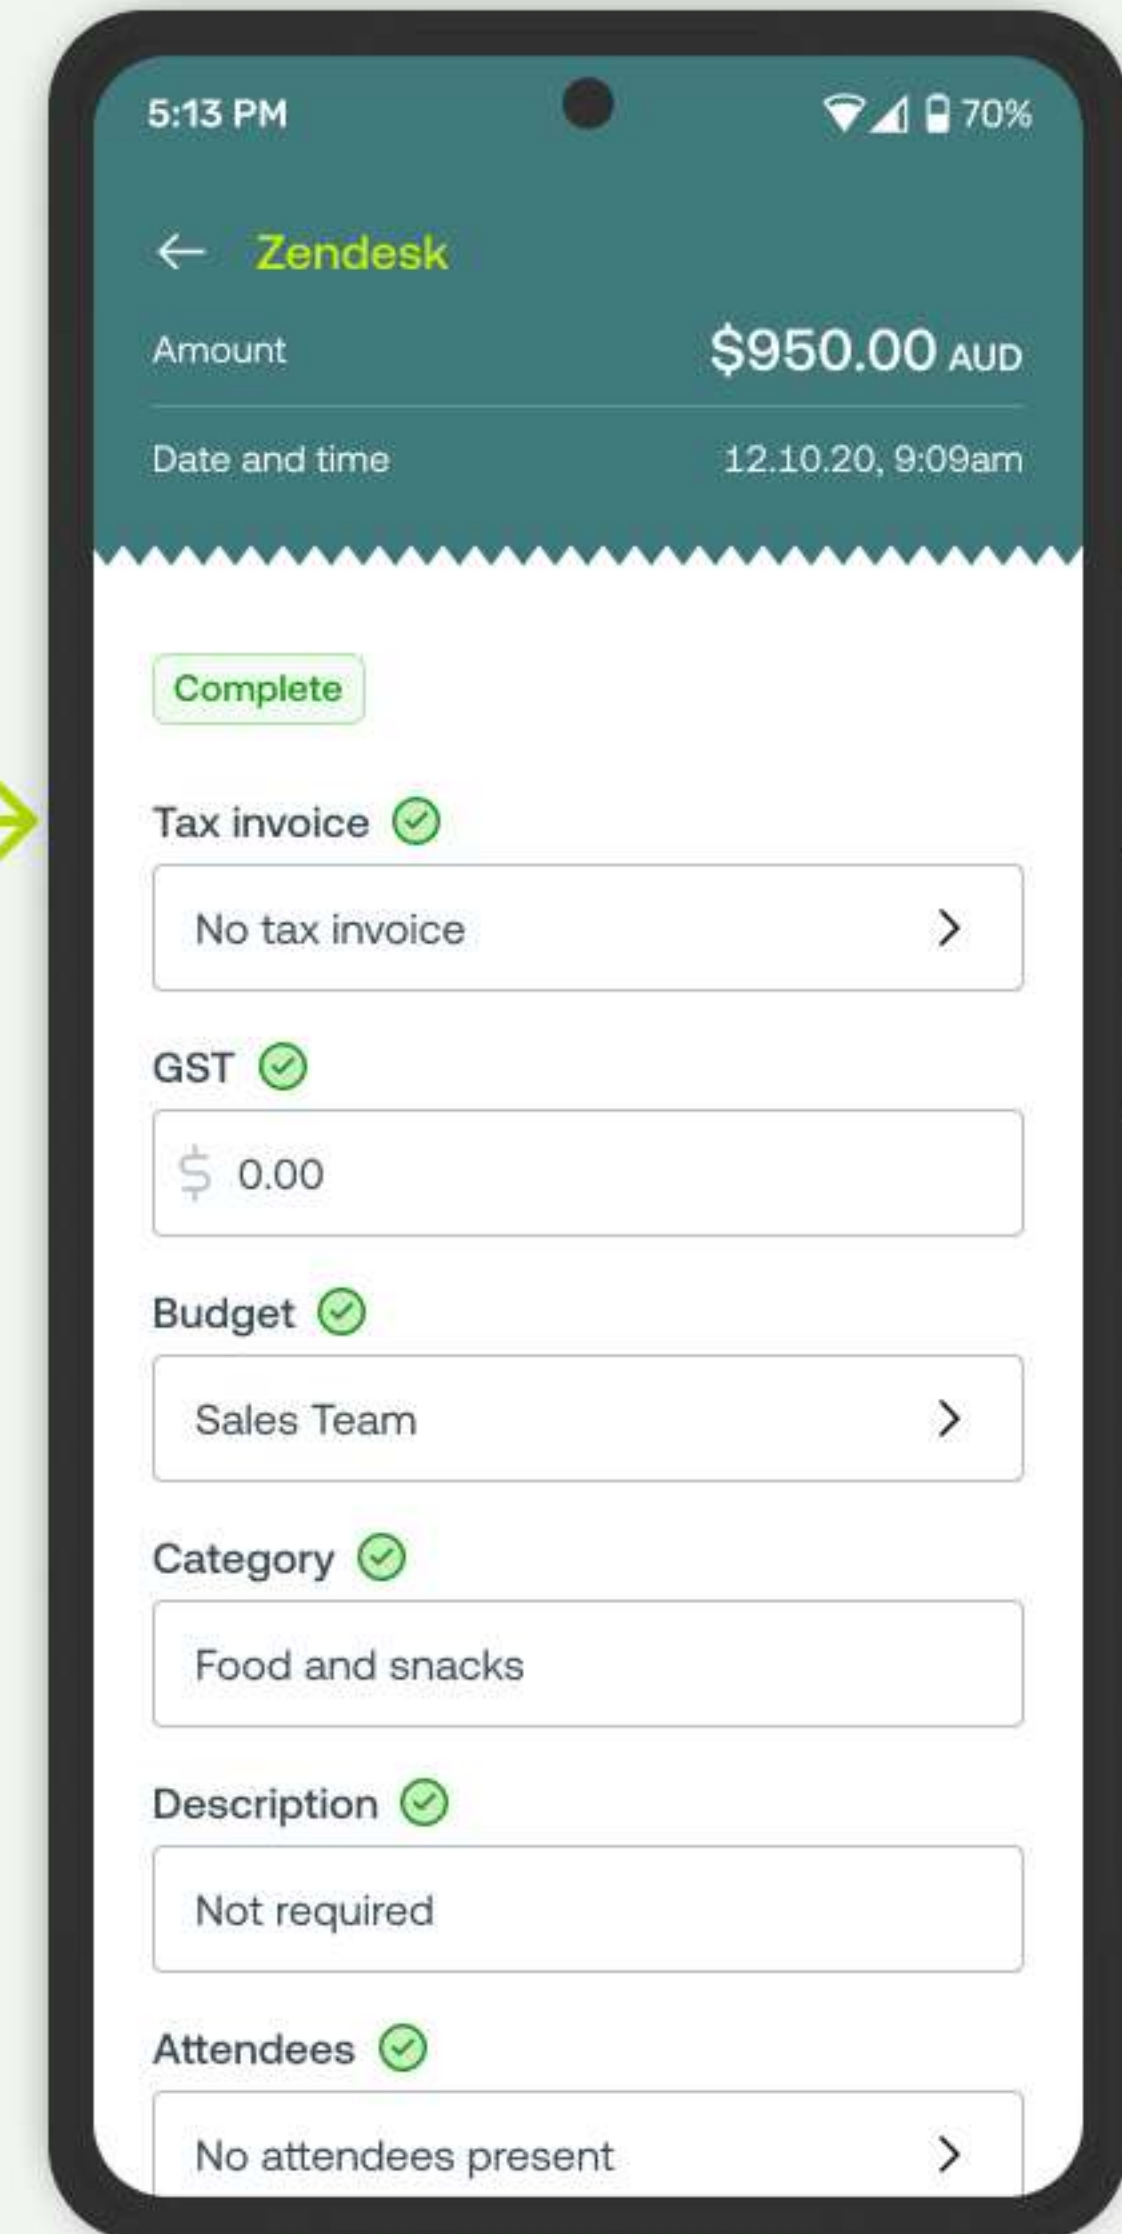 5:13 PM 70%
Zendesk
Amount $950.00 AUD
Date and time 12.10.20, 9:09am
Complete
Tax invoice
No tax invoice
GST
$ 0.00
Budget
Sales Team
Category
Food and snacks
Description
Not required
Attendees
No attendees present